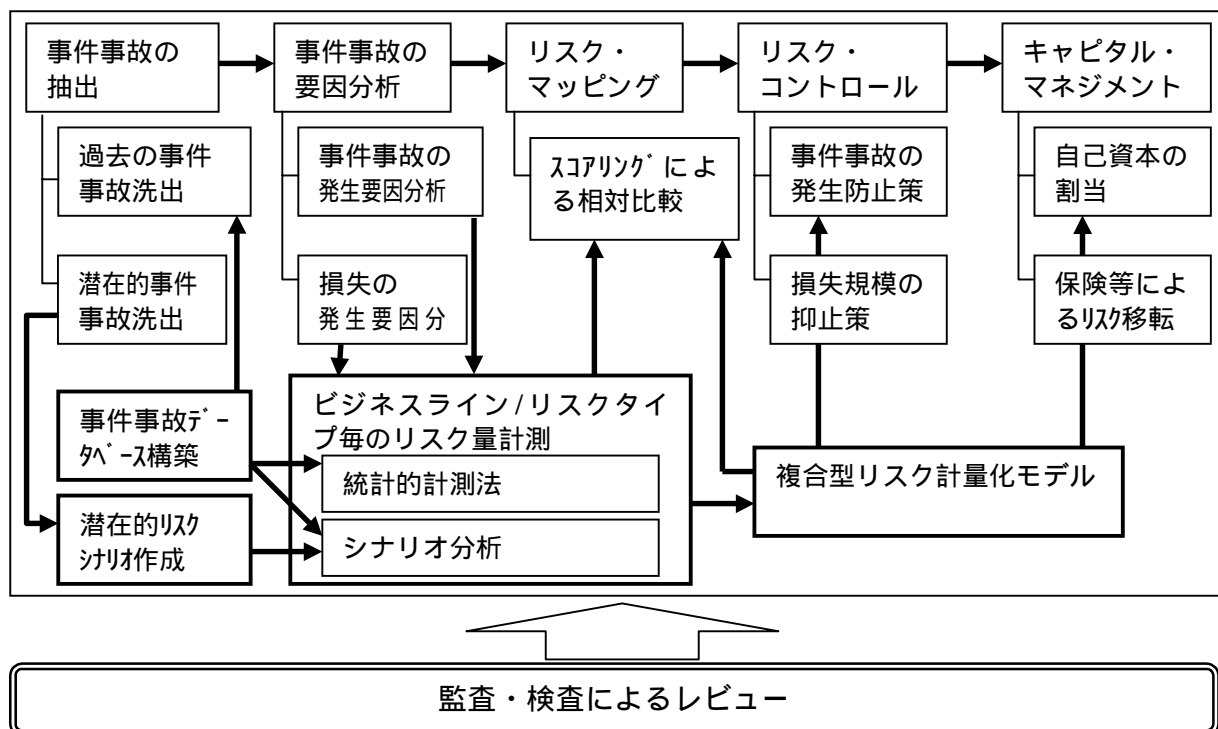 事件事故の
抽出
事件事故の
要因分析
リスク・
マッピング
リスク・
コントロール
キャピタル・
マネジメント
過去の事件
事故洗出
事件事故の
発生要因分析
ｽｺｱﾘﾝｸﾞによ
る相対比較
事件事故の
発生防止策
自己資本の
割当
潜在的事件
事故洗出
損失の
発生要因分
損失規模の
抑止策
保険等によ
るﾘｽｸ移転
事件事故ﾃﾞｰ
ﾀﾍﾞｰｽ構築
ビジネスライン/リスクタイ
プ毎のリスク量計測
統計的計測法
複合型リスク計量化モデル
潜在的ﾘｽｸ
ｼﾅﾘｵ作成
シナリオ分析
監査・検査によるレビュー